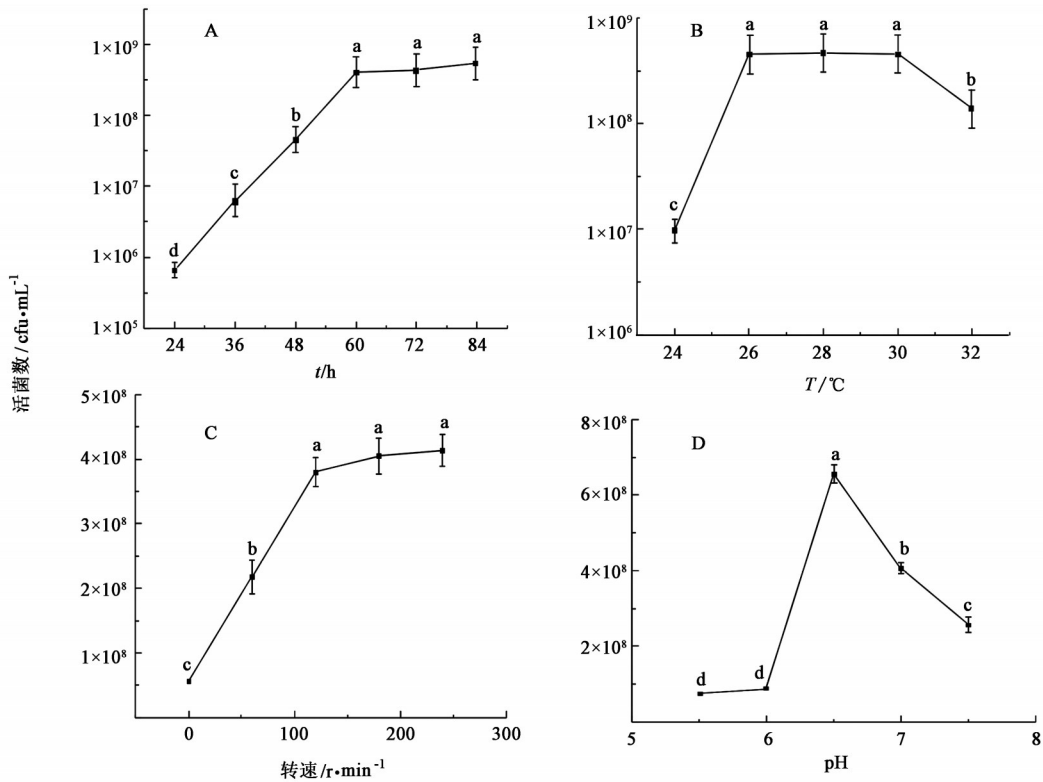 活菌数/cfu•mL⁻¹
A
1×10⁹
1×10⁸
1×10⁷
1×10⁶
1×10⁵
d
c
b
a
a
a
24 36 48 60 72 84
t/h
B
1×10⁹
1×10⁸
1×10⁷
1×10⁶
c
a
a
a
b
24 26 28 30 32
T/℃
C
5×10⁸
4×10⁸
3×10⁸
2×10⁸
1×10⁸
c
b
a
a
a
0 100 200 300
转速/r•min⁻¹
D
8×10⁸
6×10⁸
4×10⁸
2×10⁸
d
d
a
b
c
5 6 7 8
pH